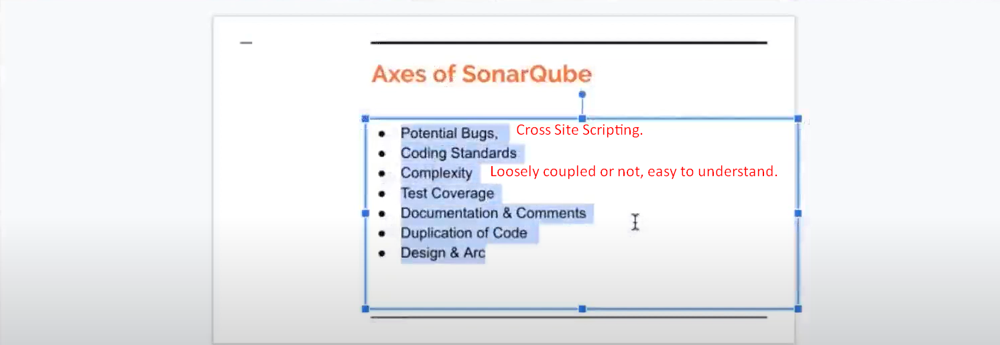 Axes of SonarQube
Potential Bugs, Cross Site Scripting.
Coding Standards
Complexity Loosely coupled or not, easy to understand.
Test Coverage
Documentation & Comments
Duplication of Code
Design & Arc